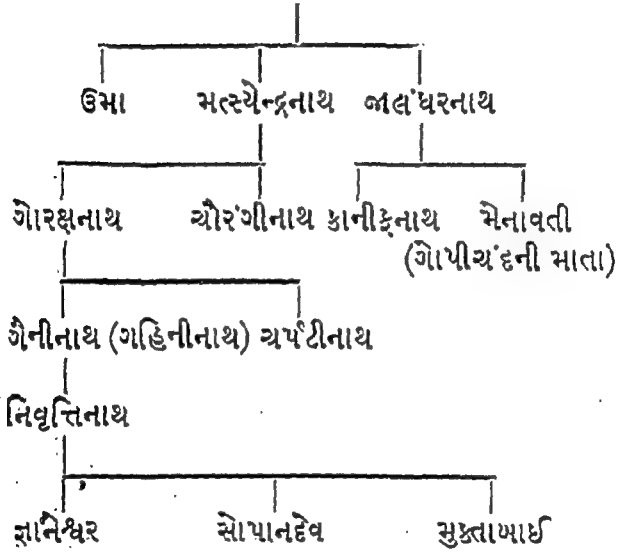 ઉમા મત્સ્યેન્દ્રનાથ જાલંધરનાથ
ગોરક્ષનાથ ચૌરંગીનાથ કાનીફનાથ મેનાવતી
(ગોપીચંદની માતા)
ગૈનીનાથ (ગહિનીનાથ) ચર્પટીનાથ
નિવૃત્તિનાથ
જ્ઞાનેશ્વર સોપાનદેવ મુક્તાબાઈ